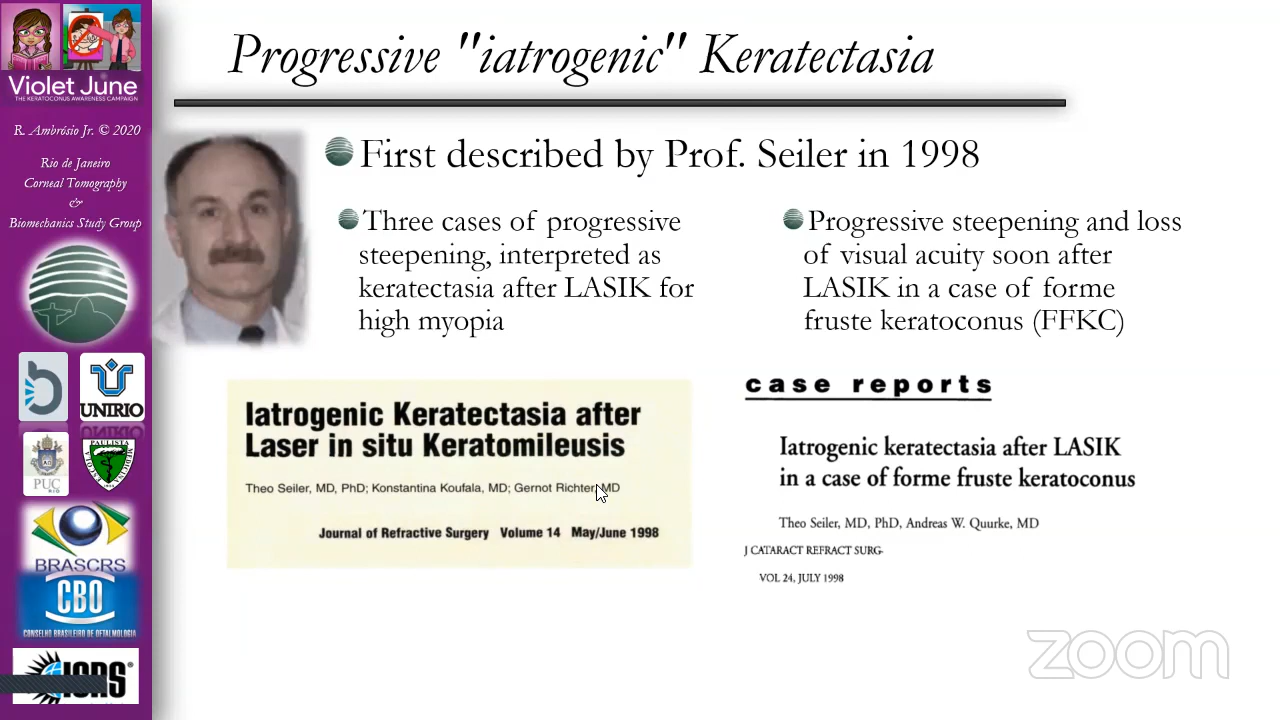 Progressive "iatrogenic" Keratectasia
Violet June
THE KERATOCONUS AWARENESS CAMPAIGN
R. Ambrósio Jr. © 2020
Rio de Janeiro
Corneal Tomography
&
Biomechanics Study Group
UNIRIO
PUC
RIO
PAULISTA
BRASCRS
CBO
CONSELHO BRASILEIRO DE OFTALMOLOGIA
First described by Prof. Seiler in 1998
Three cases of progressive
steepening, interpreted as
keratectasia after LASIK for
high myopia
Progressive steepening and loss
of visual acuity soon after
LASIK in a case of forme
fruste keratoconus (FFKC)
Iatrogenic Keratectasia after
Laser in situ Keratomileusis
Theo Seiler, MD, PhD; Konstantina Koufala, MD; Gernot Richter, MD
Journal of Refractive Surgery Volume 14 May/June 1998
case reports
Iatrogenic keratectasia after LASIK
in a case of forme fruste keratoconus
Theo Seiler, MD, PhD, Andreas W. Quurke, MD
J CATARACT REFRACT SURG-
VOL 24, JULY 1998
zoom